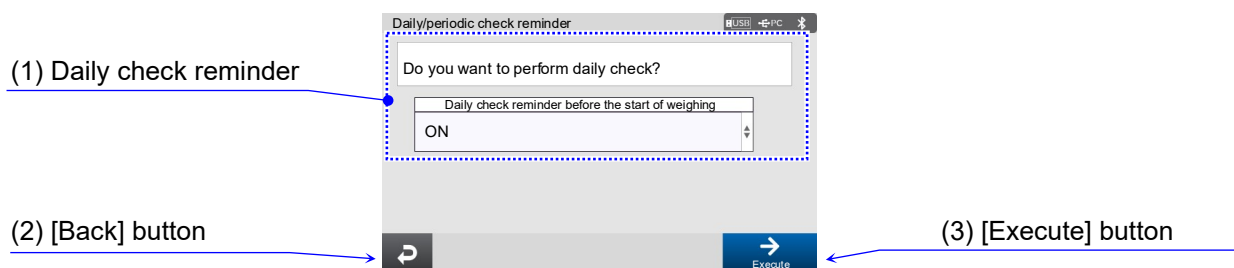 Daily/periodic check reminder
USB PC
(1) Daily check reminder
Do you want to perform daily check?
Daily check reminder before the start of weighing
ON
(2) [Back] button
(3) [Execute] button
Execute